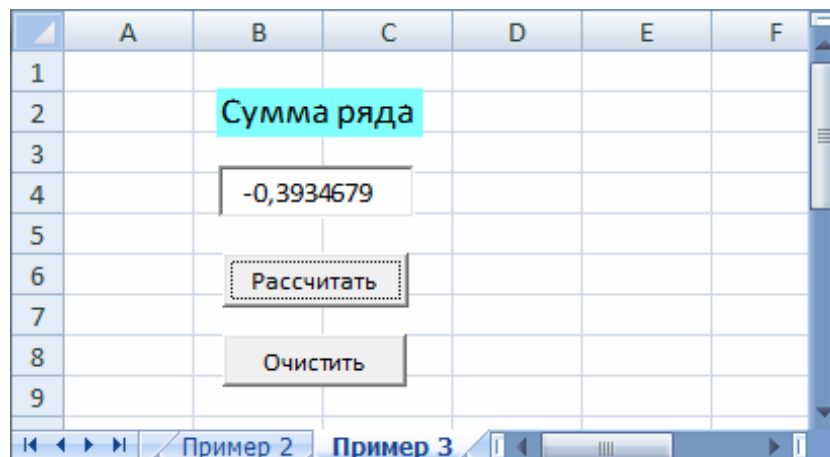 A B C D E F
1
2 Сумма ряда
3
4 -0,3934679
5
6 Рассчитать
7
8 Очистить
9
Пример 2 Пример 3